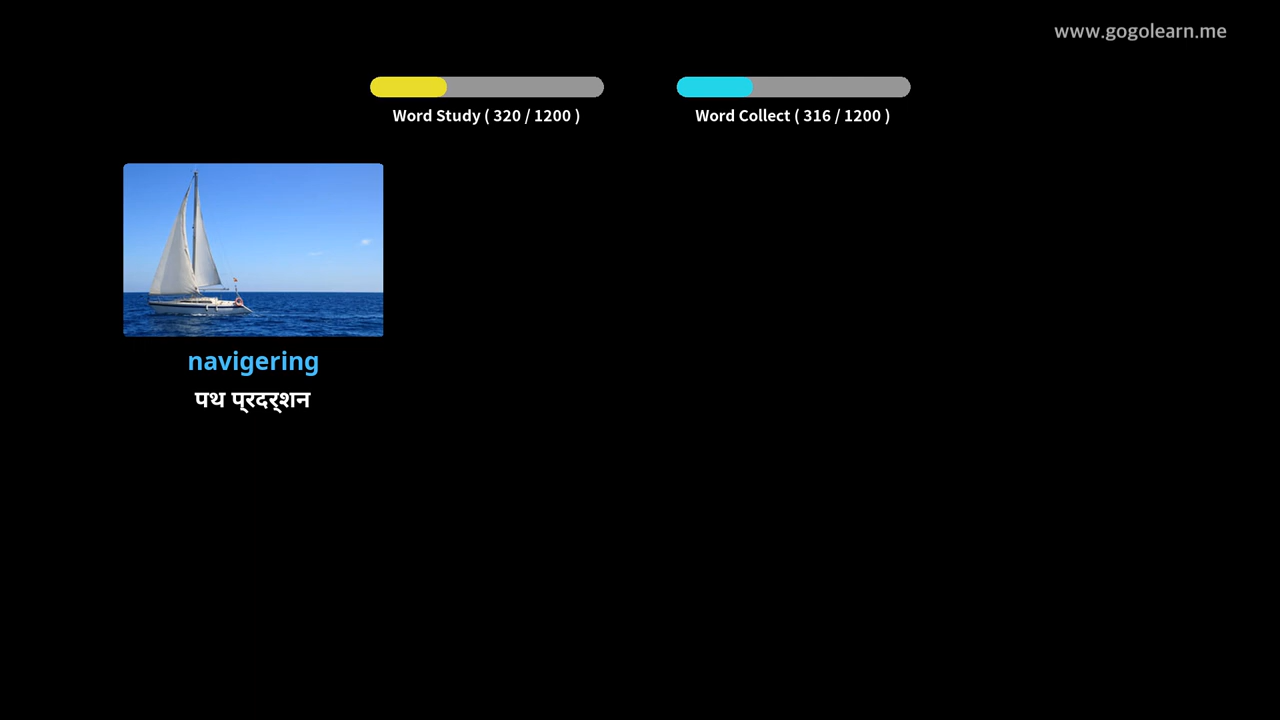 www.gogolearn.me
Word Study ( 320 / 1200 )
Word Collect ( 316 / 1200 )
navigering
पथ प्रदर्शन